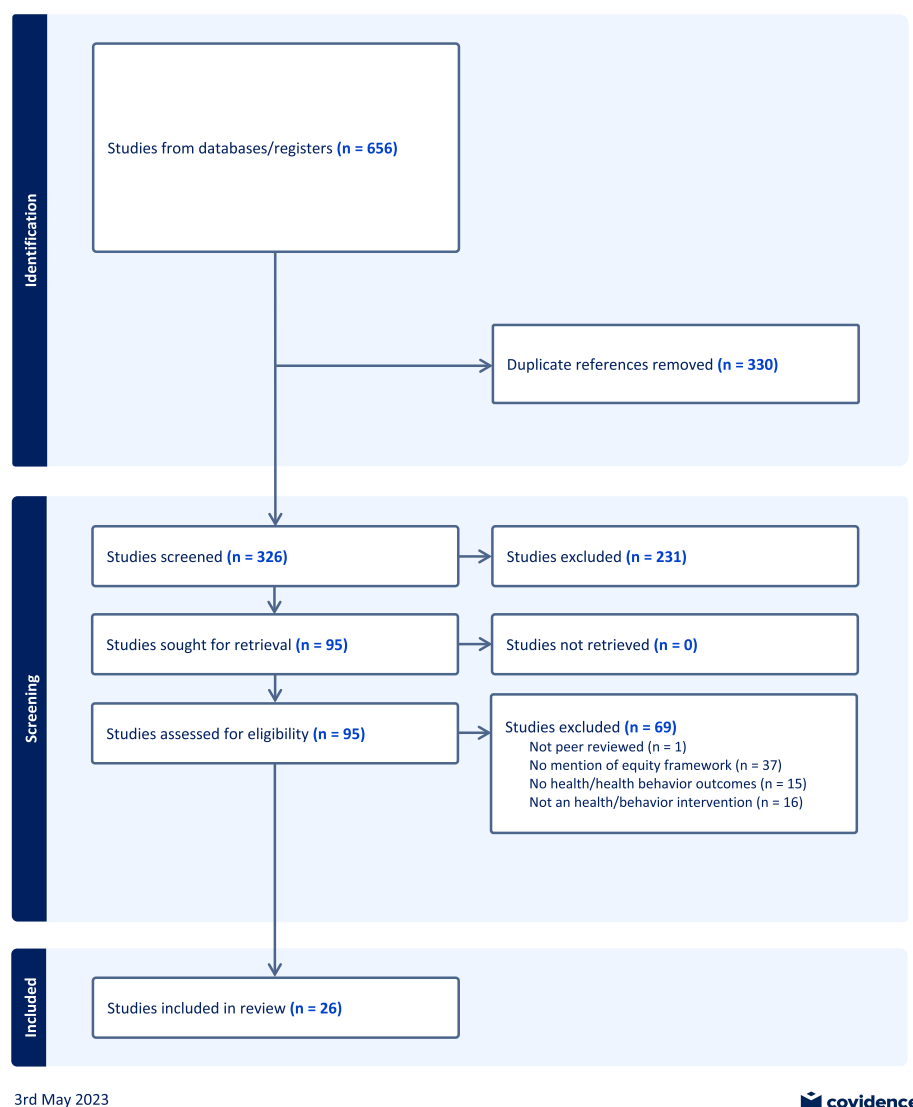 Identification
Studies from databases/registers (n = 656)
Duplicate references removed (n = 330)
Screening
Studies screened (n = 326)
Studies excluded (n = 231)
Studies sought for retrieval (n = 95)
Studies not retrieved (n = 0)
Studies assessed for eligibility (n = 95)
Studies excluded (n = 69)
Not peer reviewed (n = 1)
No mention of equity framework (n = 37)
No health/health behavior outcomes (n = 15)
Not an health/behavior intervention (n = 16)
Included
Studies included in review (n = 26)
3rd May 2023
covidence